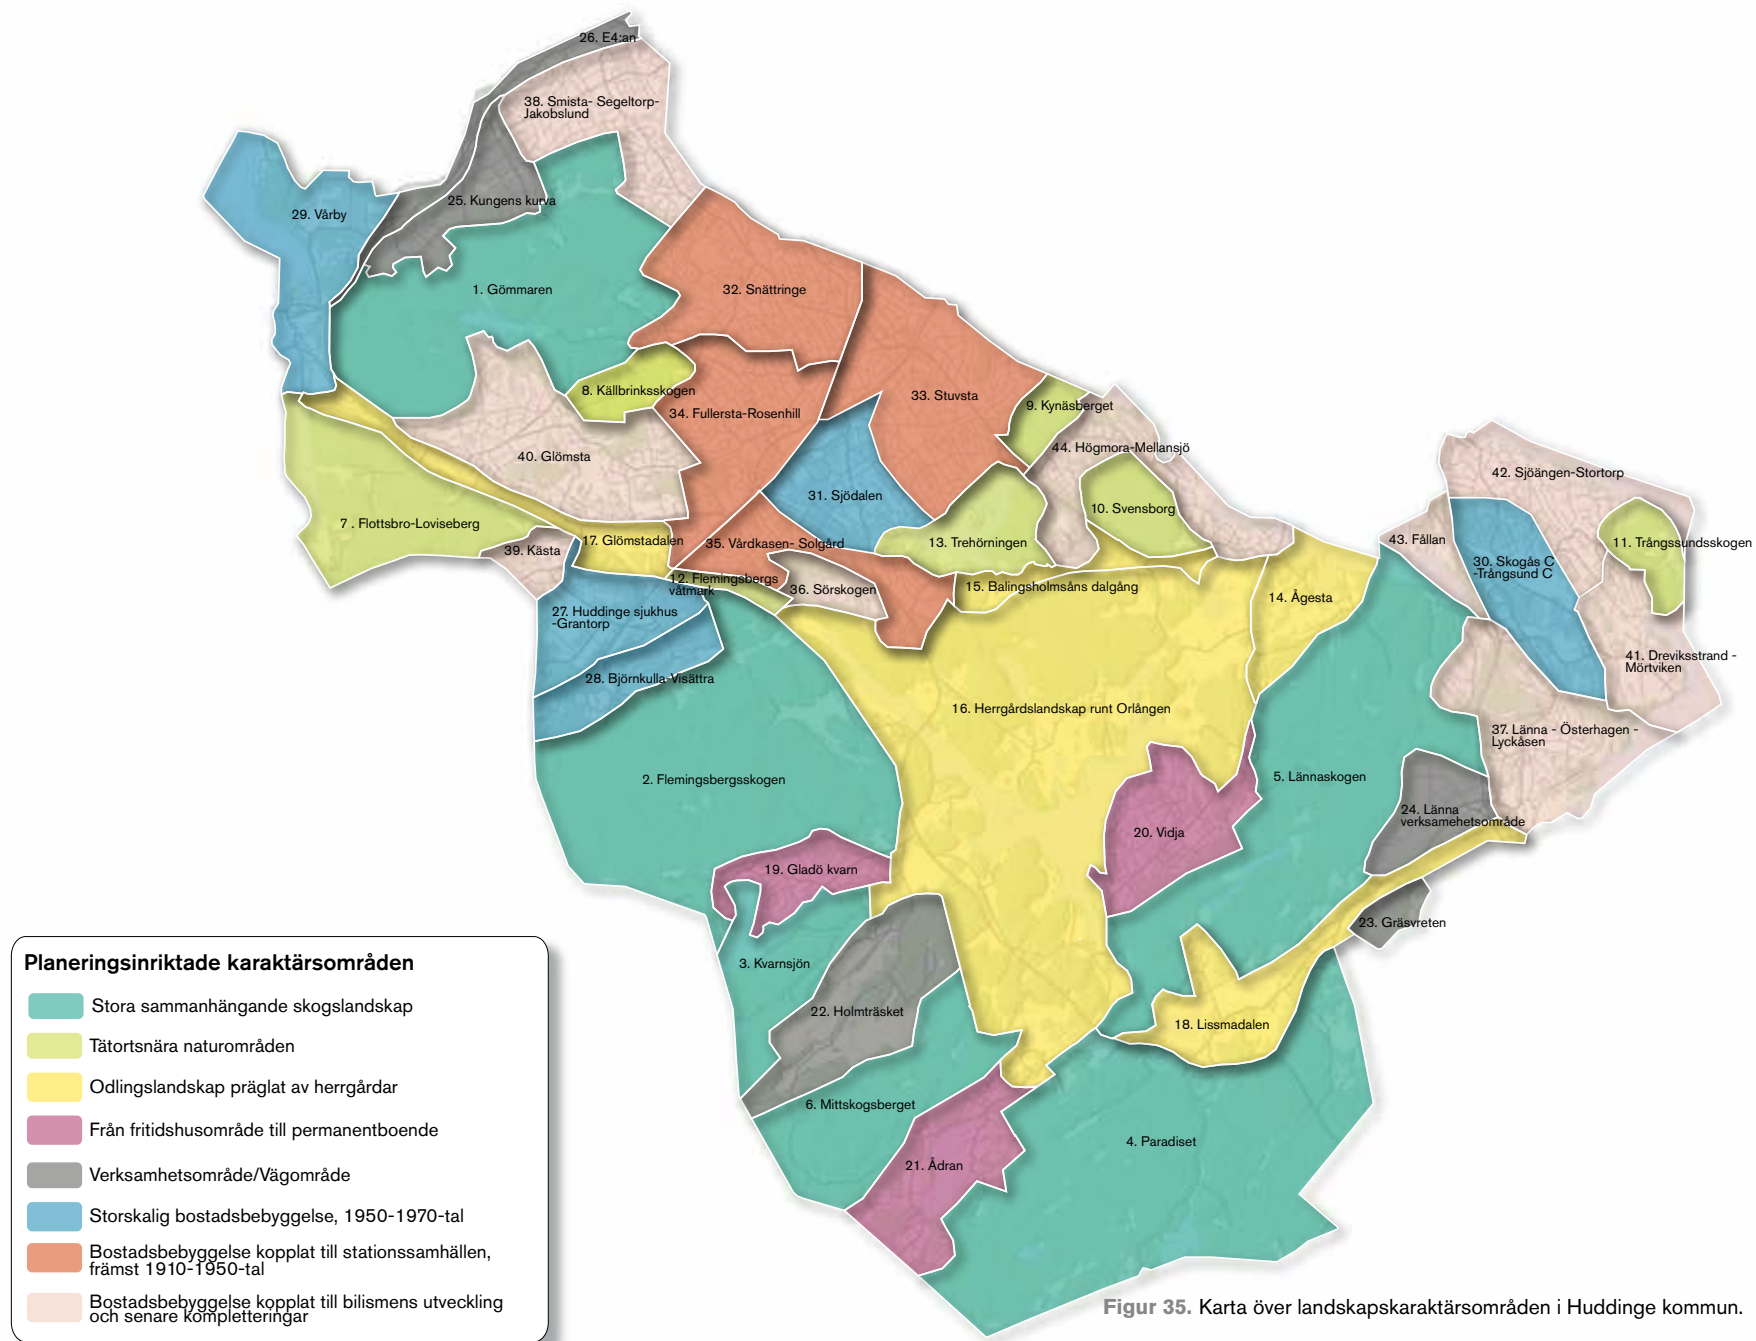 26. E4:an
38. Smista- Segeltorp-
Jakobslund
25. Kungens kurva
29. Vårby
1. Gömmaren
32. Snättringe
8. Källbrinksskogen
33. Stuvsta
9. Kynäsberget
34. Fullersta-Rosenhill
44. Högmora-Mellansjö
40. Glömsta
42. Sjöängen-Stortorp
31. Sjödalen
10. Svensborg
7 . Flottsbro-Loviseberg
17. Glömstadalen
35. Vårdkasen- Solgård
13. Trehörningen
43. Fållan
11. Trångssundsskogen
39. Kästa
30. Skogås C
-Trångsund C
12. Flemingsbergs
våtmark
36. Sörskogen
15. Balingsholmsåns dalgång
14. Ågesta
27. Huddinge sjukhus
-Grantorp
41. Dreviksstrand -
Mörtviken
28. Björnkulla-Visättra
16. Herrgårdslandskap runt Orlången
37. Länna - Österhagen -
Lyckåsen
2. Flemingsbergsskogen
5. Lännaskogen
24. Länna
verksamehetsområde
20. Vidja
19. Gladö kvarn
23. Gräsvreten
3. Kvarnsjön
22. Holmträsket
18. Lissmadalen
6. Mittskogsberget
4. Paradiset
21. Ådran
Planeringsinriktade karaktärsområden
Stora sammanhängande skogslandskap
Tätortsnära naturområden
Odlingslandskap präglat av herrgårdar
Från fritidshusområde till permanentboende
Verksamhetsområde/Vägområde
Storskalig bostadsbebyggelse, 1950-1970-tal
Bostadsbebyggelse kopplat till stationssamhällen,
främst 1910-1950-tal
Bostadsbebyggelse kopplat till bilismens utveckling
och senare kompletteringar
Figur 35. Karta över landskapskaraktärsområden i Huddinge kommun.